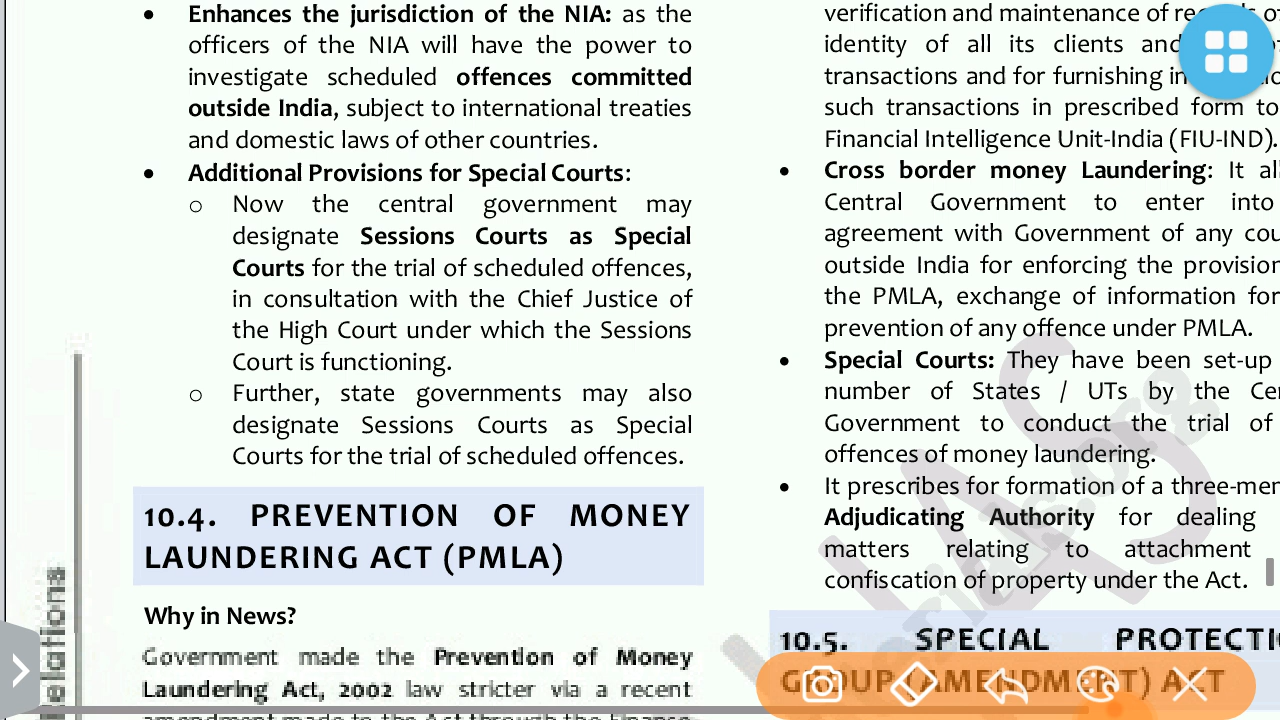 Enhances the jurisdiction of the NIA: as the
officers of the NIA will have the power to
investigate scheduled offences committed
outside India, subject to international treaties
and domestic laws of other countries.
Additional Provisions for Special Courts:
Now the central government may
designate Sessions Courts as Special
Courts for the trial of scheduled offences,
in consultation with the Chief Justice of
the High Court under which the Sessions
Court is functioning.
Further, state governments may also
designate Sessions Courts as Special
Courts for the trial of scheduled offences.
10.4. PREVENTION OF MONEY
LAUNDERING ACT (PMLA)
Why in News?
Government made the Prevention of Money
Laundering Act, 2002 law stricter via a recent
amendment made to the Act through the Finance
verification and maintenance of
identity of all its clients and
transactions and for furnishing
such transactions in prescribed form to
Financial Intelligence Unit-India (FIU-IND).
Cross border money Laundering: It
Central Government to enter into
agreement with Government of any
outside India for enforcing the
the PMLA, exchange of information for
prevention of any offence under PMLA.
Special Courts: They have been set-up
number of States / UTs by the
Government to conduct the trial of
offences of money laundering.
It prescribes for formation of a
Adjudicating Authority for dealing
matters relating to attachment
confiscation of property under the Act.
10.5. SPECIAL
GROUP (AMENDMENT) ACT